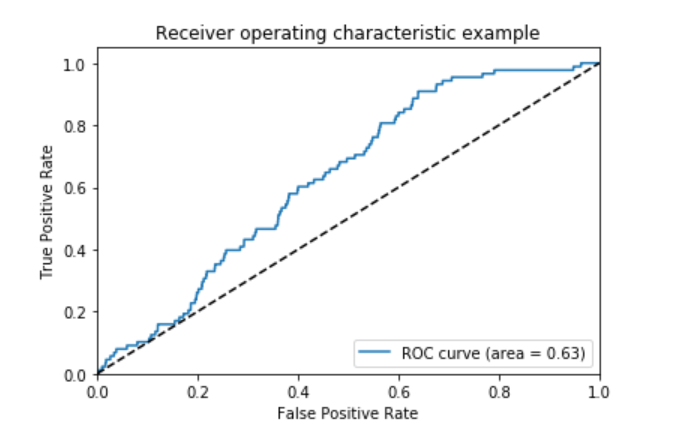 Receiver operating characteristic example
1.0
0.8
0.6
0.4
0.2
0.0
True Positive Rate
ROC curve (area = 0.63)
0.0 0.2 0.4 0.6 0.8 1.0
False Positive Rate